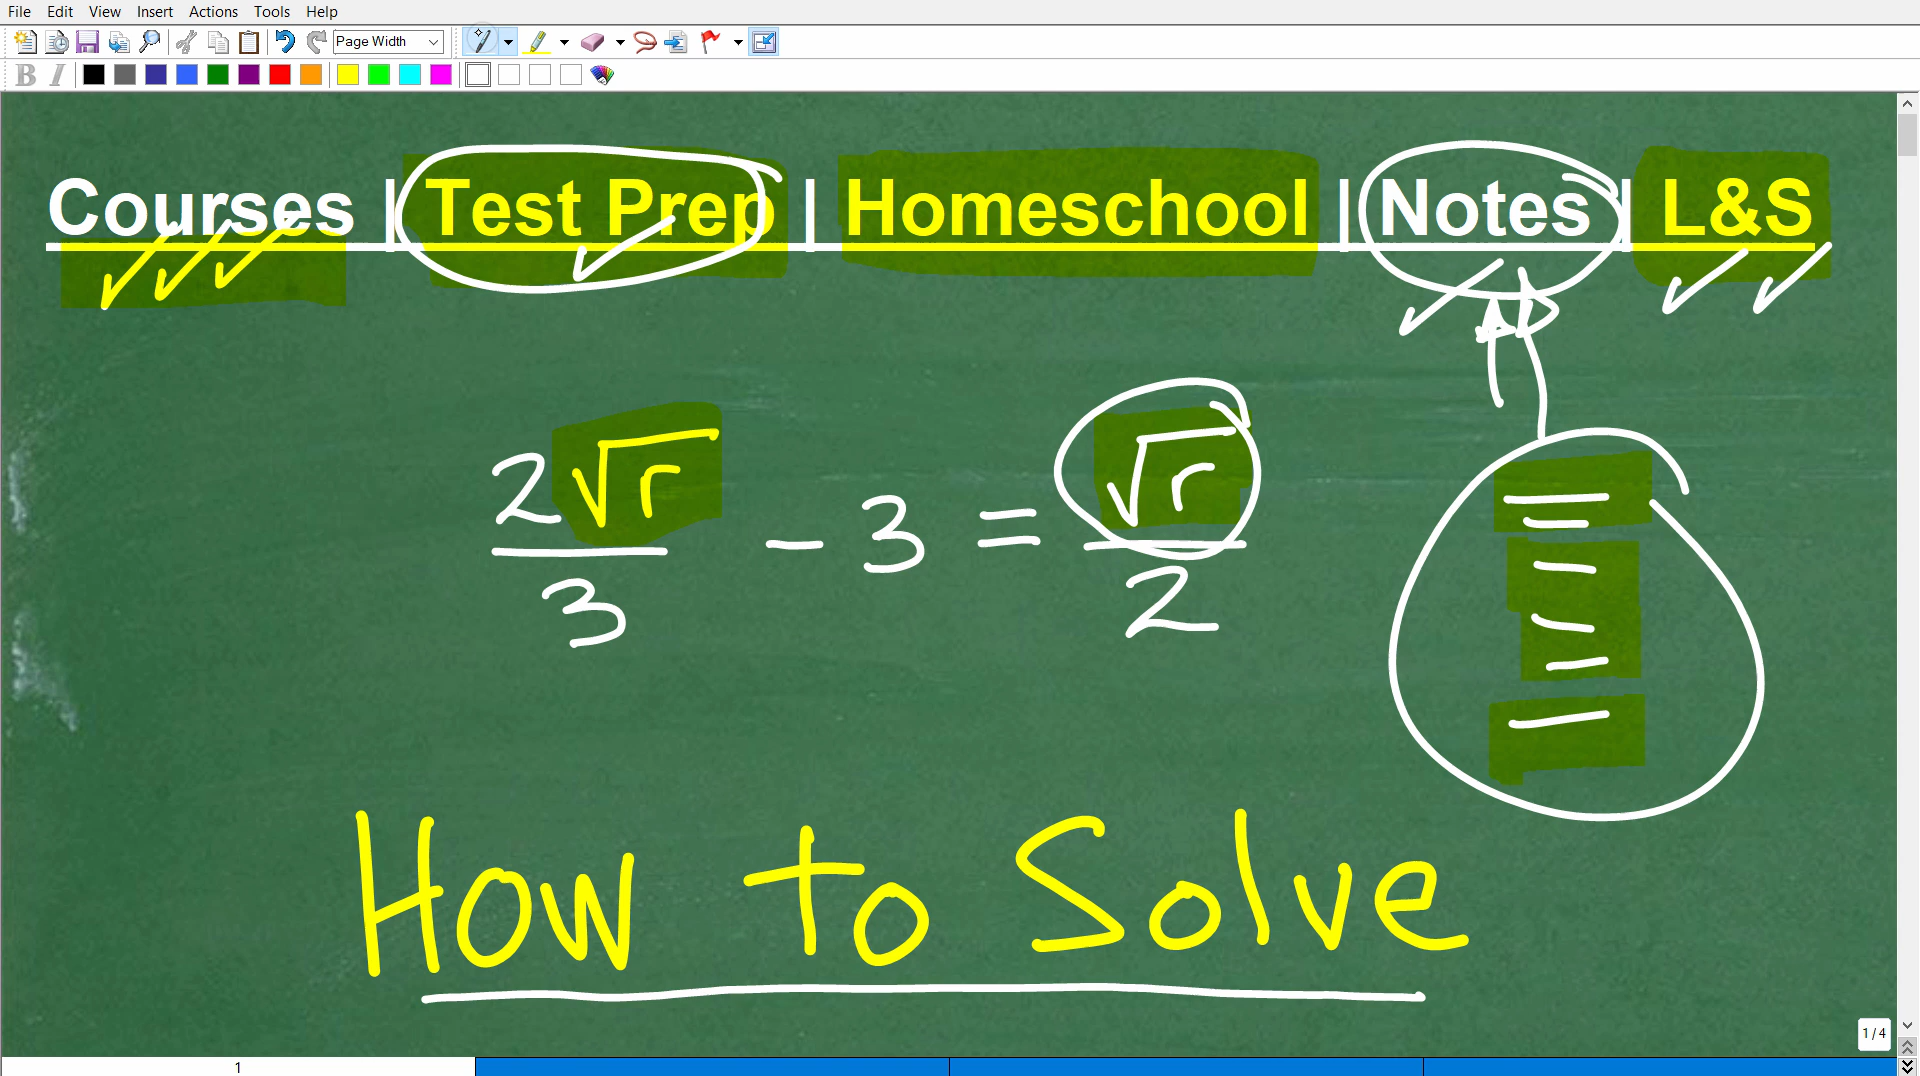 File Edit View Insert Actions Tools Help
Page Width
B I
Courses | Test Prep | Homeschool | Notes | L&S
2√r/3 - 3 = √r/2
How to Solve
1 / 4
1